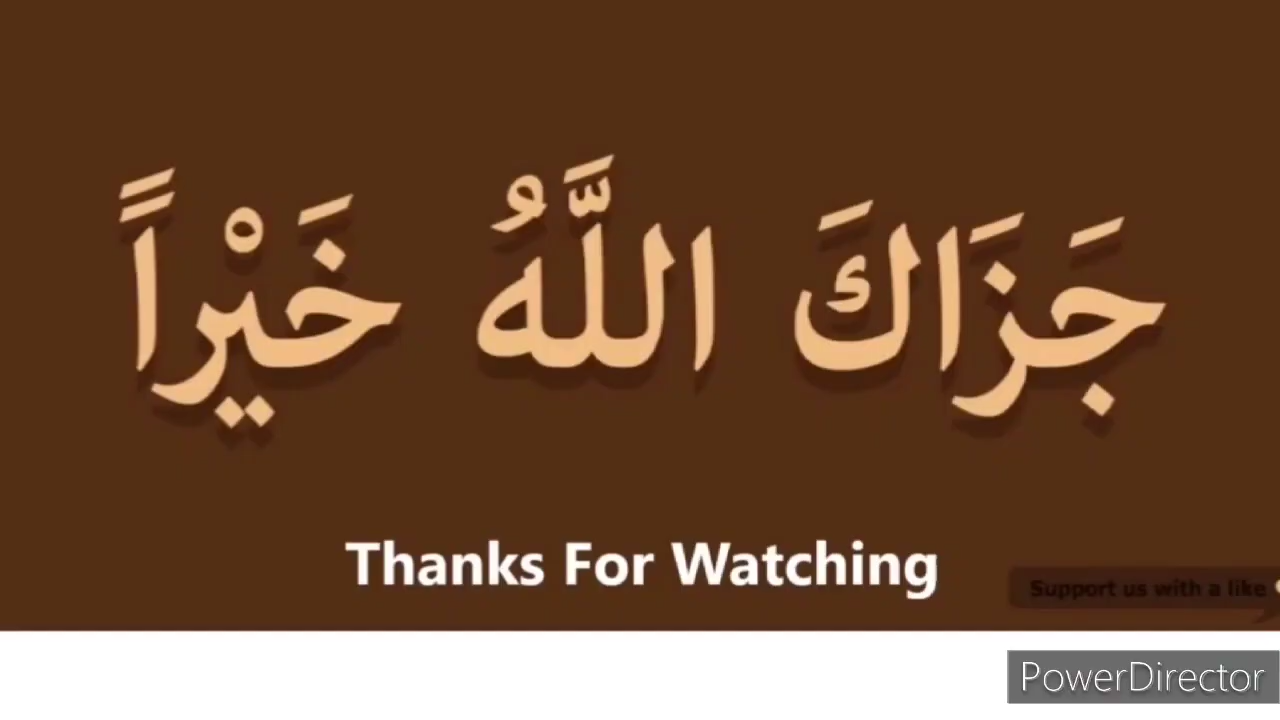 جَزَاكَ اللَّهُ خَيْراً
Thanks For Watching
Support us with a like
PowerDirector